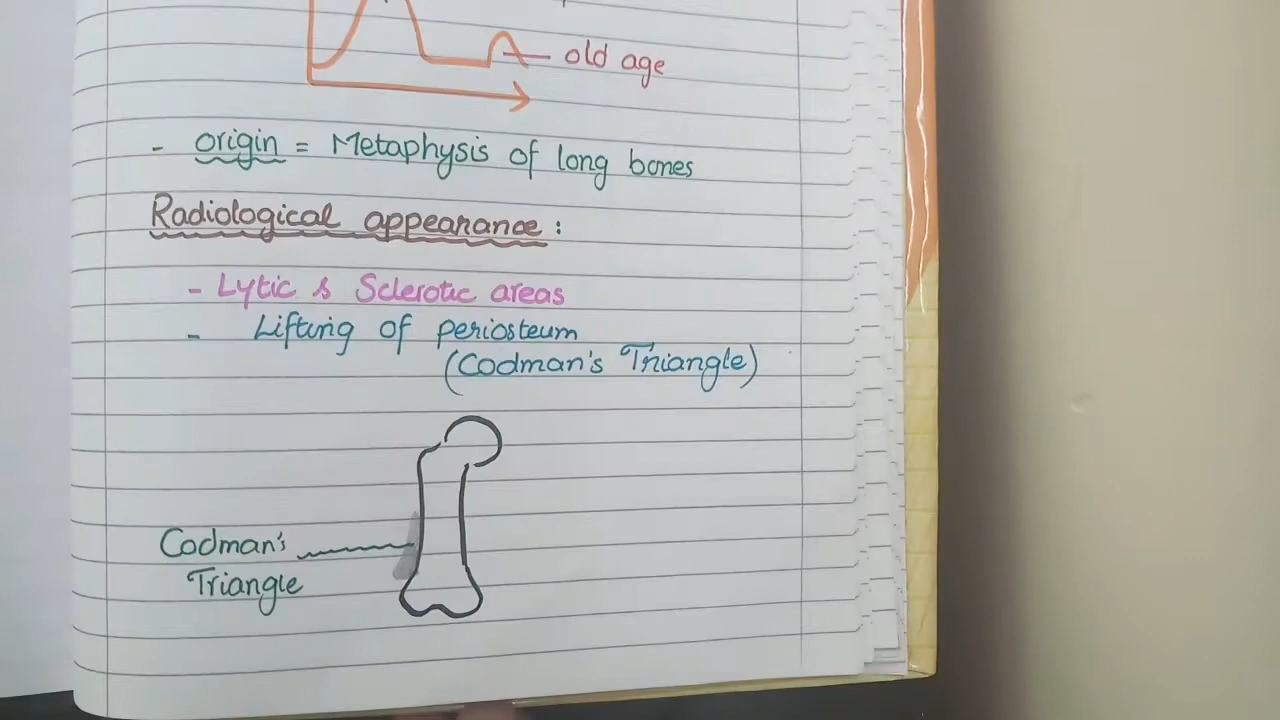 old age
- origin = Metaphysis of long bones
Radiological appearance :
- Lytic & Sclerotic areas
- Lifting of periosteum
(Codman's Triangle)
Codman's
Triangle